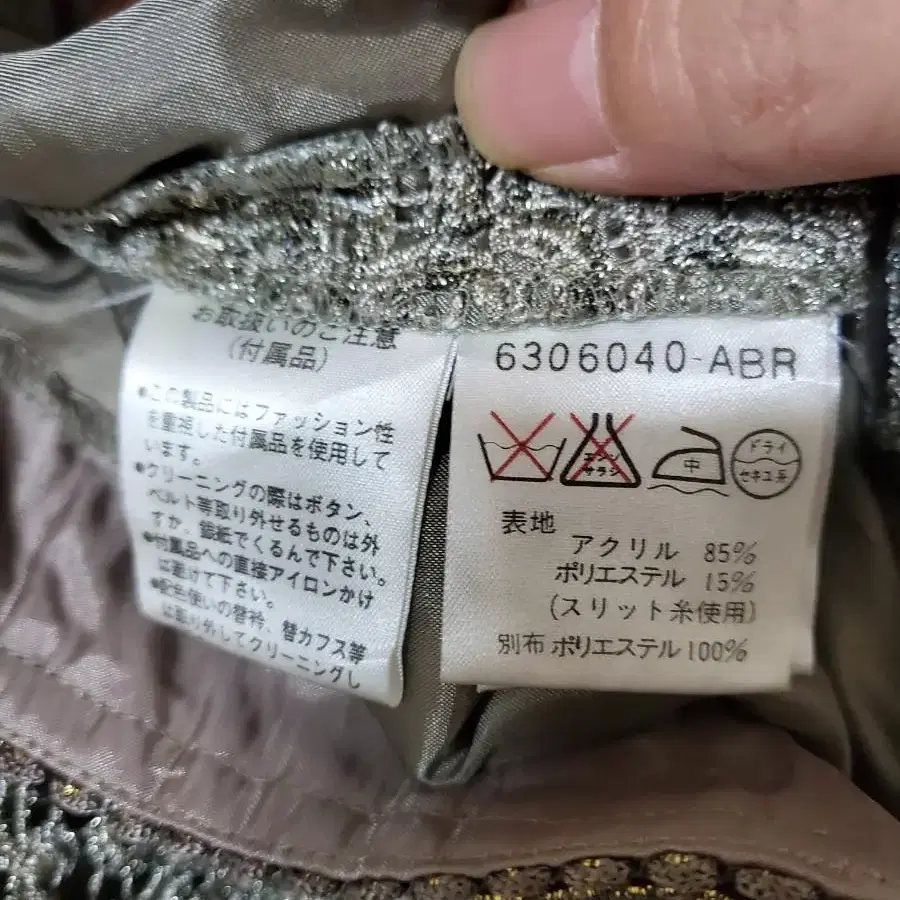 お取扱いのご注意
(付属品)
●この製品にはファッション性
を重視した付属品を使用して
います。
●クリーニングの際はボタン、
ベルト等取り外せるものは外
すか、銀紙でくるんで下さい。
●付属品への直接アイロンかけ
は避けて下さい。
●配色使いの替衿、替カフス等
は取り外してクリーニングし
6306040-ABR
エンソ
サラシ
中
ドライ
セキユ系
表地
アクリル 85%
ポリエステル 15%
(スリット糸使用)
別布 ポリエステル 100%